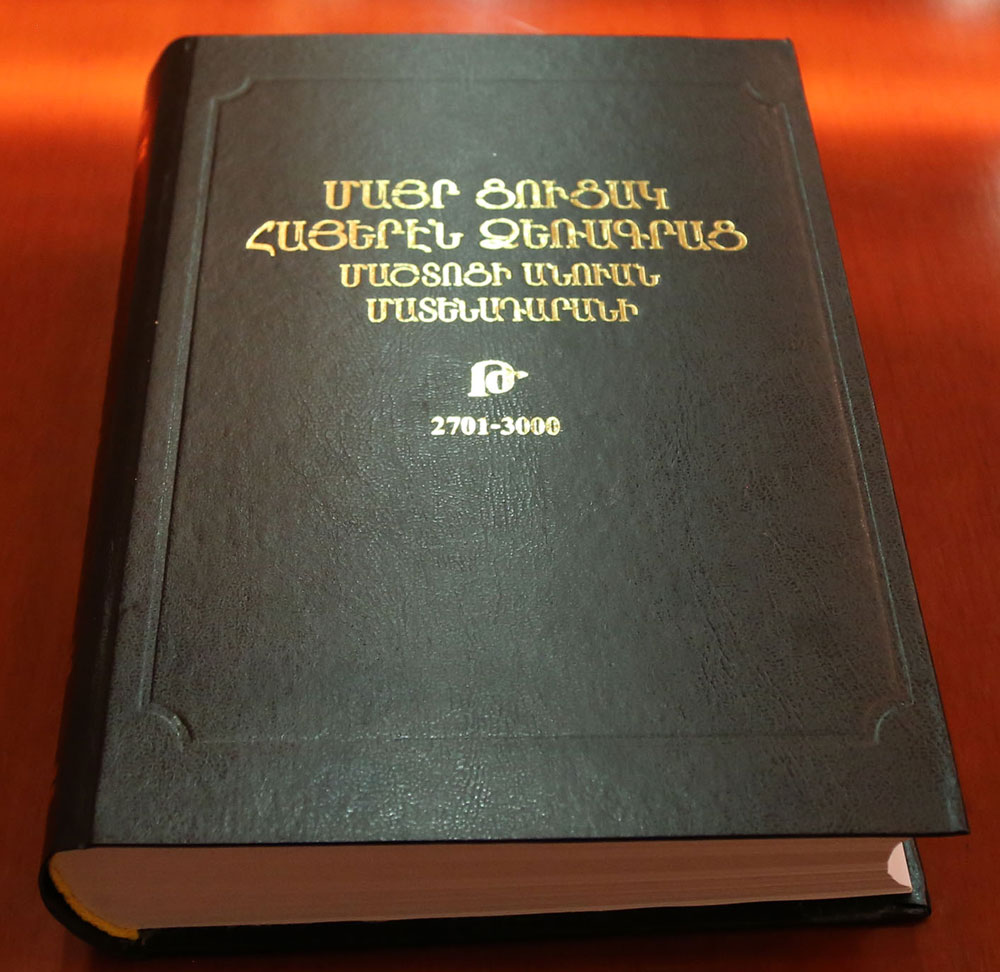 ՄԱՅՐ ՑՈՒՑԱԿ
ՀԱՅԵՐԷՆ ՁԵՌԱԳՐԱՑ
ՄԱՇՏՈՑԻ ԱՆՈՒԱՆ
ՄԱՏԵՆԱԴԱՐԱՆԻ
Թ
2701-3000